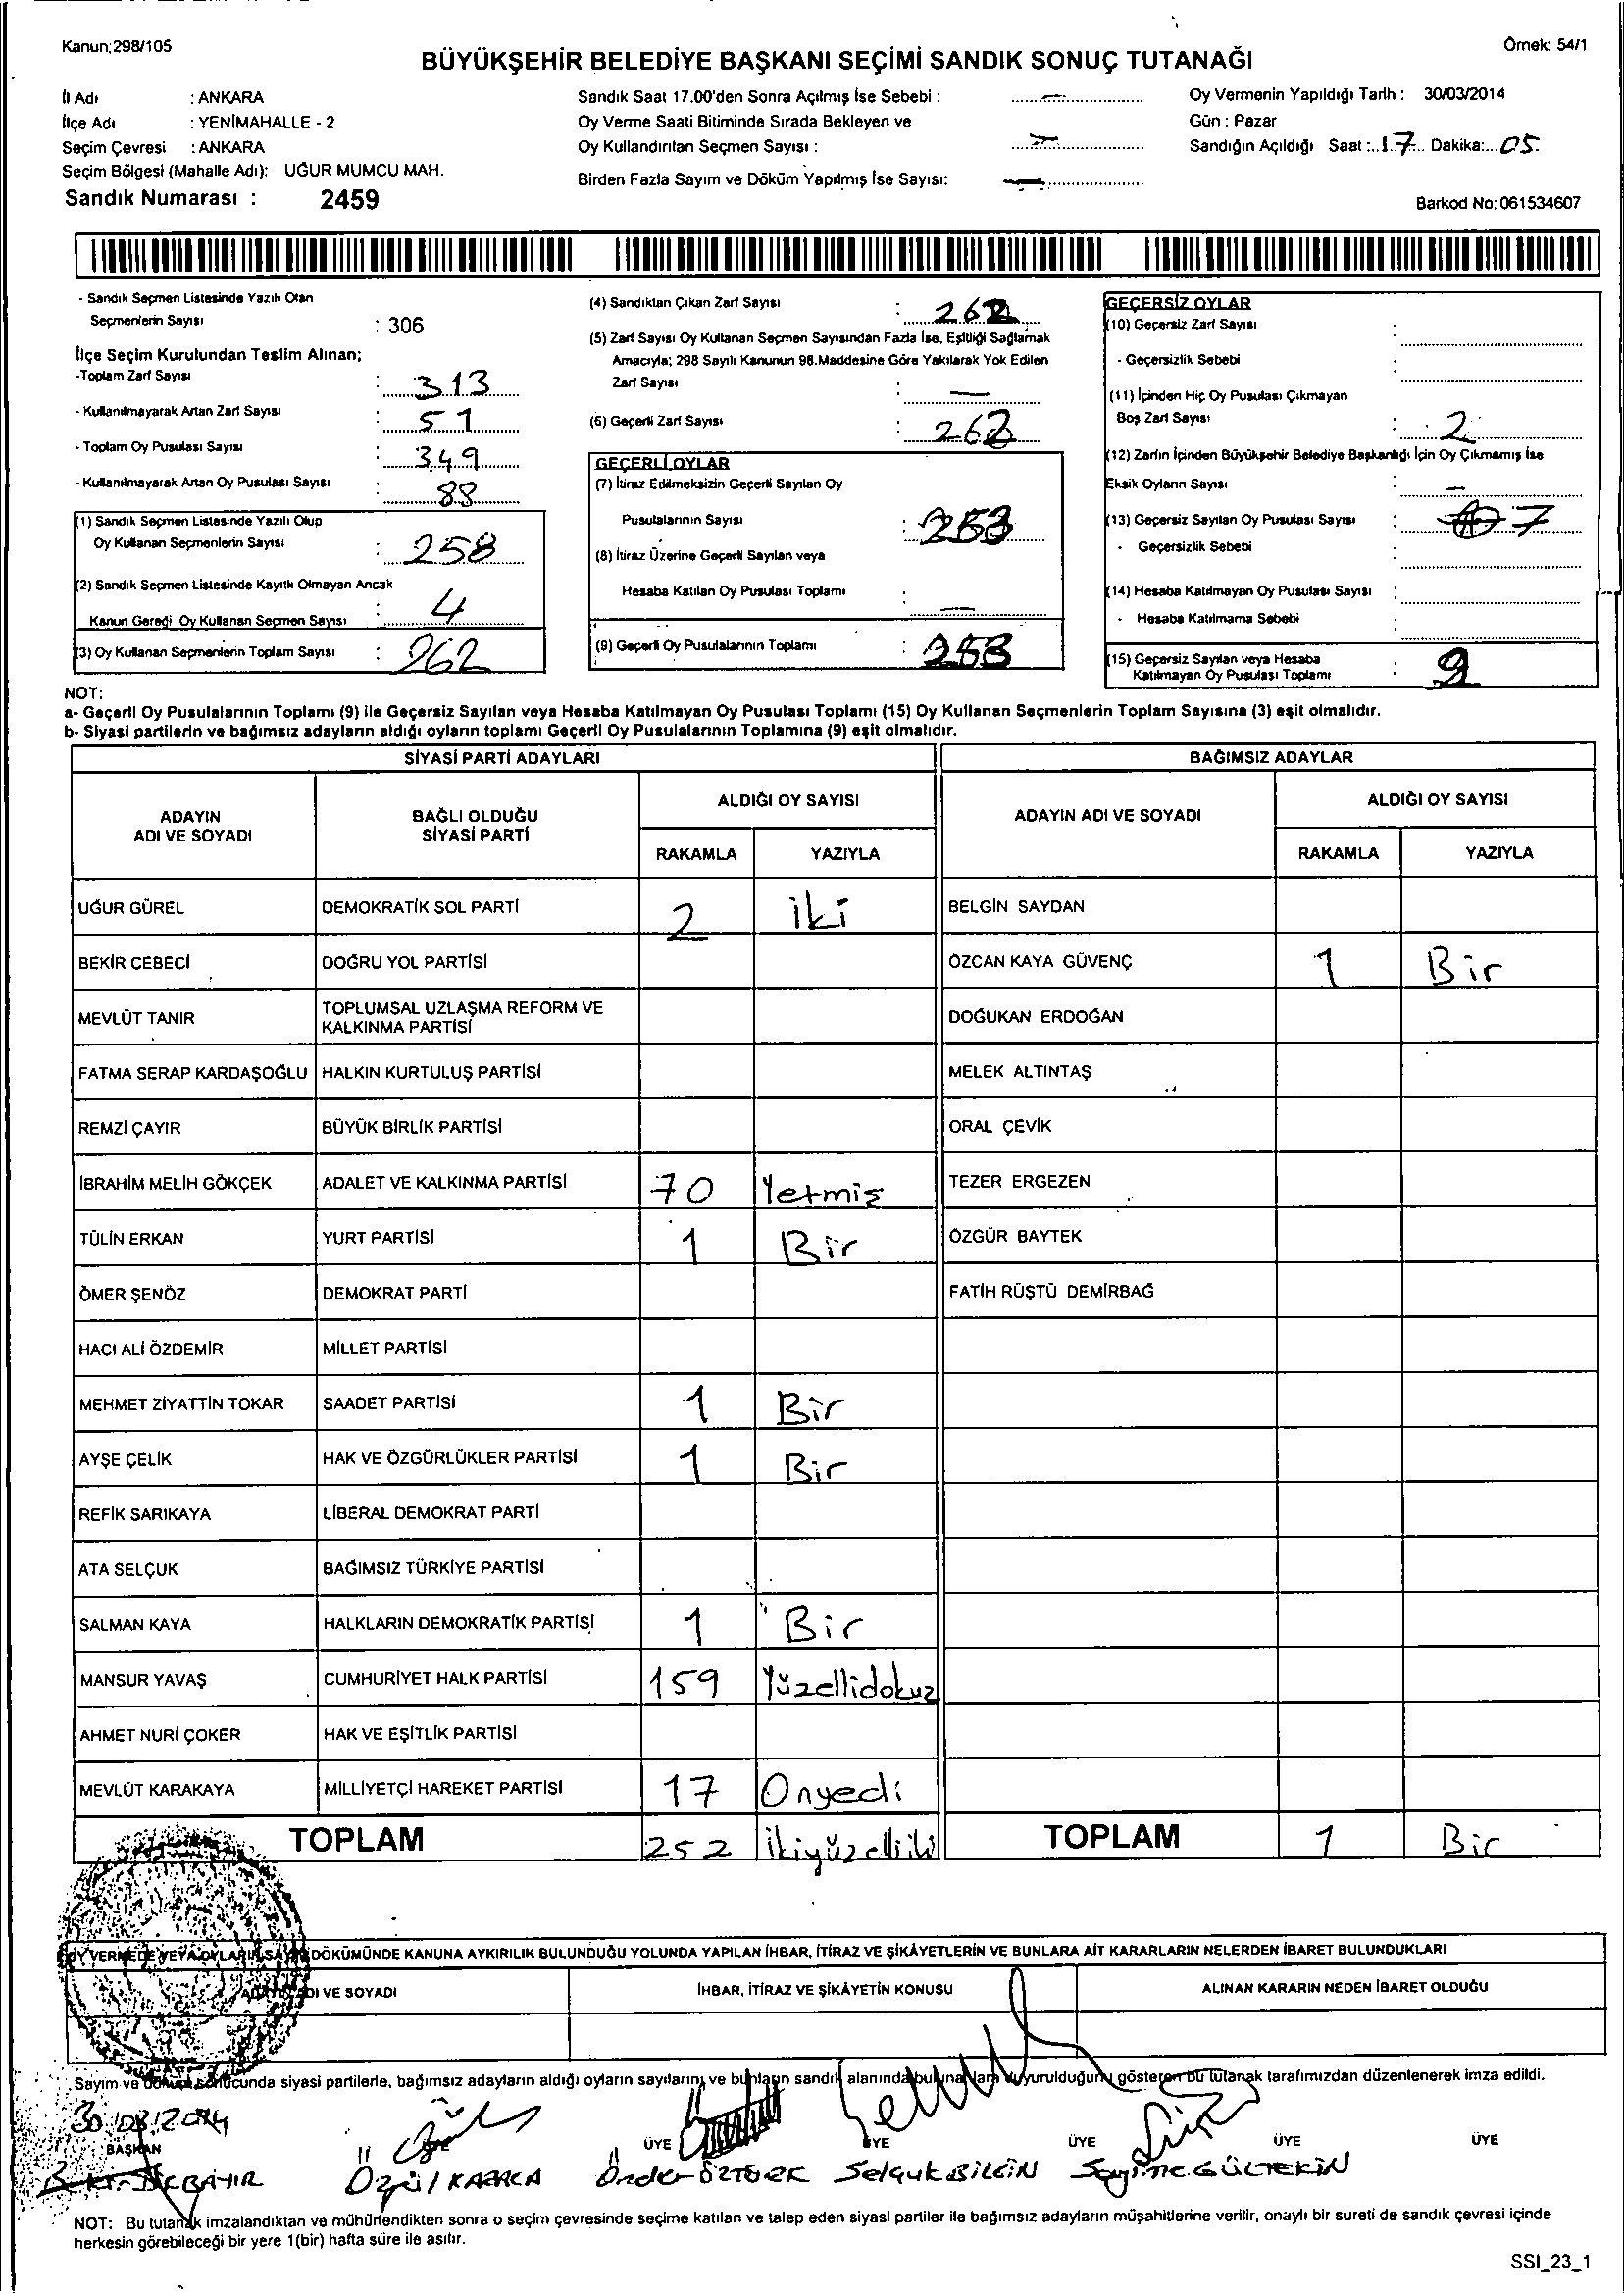 Kanun;298/105
Örnek: 54/1
BÜYÜKŞEHİR BELEDİYE BAŞKANI SEÇİMİ SANDIK SONUÇ TUTANAĞI
İl Adı : ANKARA
İlçe Adı : YENİMAHALLE - 2
Seçim Çevresi : ANKARA
Seçim Bölgesi (Mahalle Adı): UĞUR MUMCU MAH.
Sandık Numarası : 2459
Sandık Saat 17.00'den Sonra Açılmış İse Sebebi : —
Oy Verme Saati Bitiminde Sırada Bekleyen ve
Oy Kullandırılan Seçmen Sayısı : —
Birden Fazla Sayım ve Döküm Yapılmış İse Sayısı: —
Oy Vermenin Yapıldığı Tarih : 30/03/2014
Gün : Pazar
Sandığın Açıldığı Saat : 17 Dakika: 05
Barkod No: 061534607
- Sandık Seçmen Listesinde Yazılı Olan
Seçmenlerin Sayısı : 306
İlçe Seçim Kurulundan Teslim Alınan;
-Toplam Zarf Sayısı : 313
- Kullanılmayarak Artan Zarf Sayısı : 51
- Toplam Oy Pusulası Sayısı : 349
- Kullanılmayarak Artan Oy Pusulası Sayısı : 88
(1) Sandık Seçmen Listesinde Yazılı Olup
Oy Kullanan Seçmenlerin Sayısı : 258
(2) Sandık Seçmen Listesinde Kayıtlı Olmayan Ancak
Kanun Gereği Oy Kullanan Seçmen Sayısı : 4
(3) Oy Kullanan Seçmenlerin Toplam Sayısı : 262
(4) Sandıktan Çıkan Zarf Sayısı : 262
(5) Zarf Sayısı Oy Kullanan Seçmen Sayısından Fazla İse, Eşitliği Sağlamak
Amacıyla; 298 Sayılı Kanunun 98.Maddesine Göre Yakılarak Yok Edilen
Zarf Sayısı : —
(6) Geçerli Zarf Sayısı : 262
GEÇERLİ OYLAR
(7) İtiraz Edilmeksizin Geçerli Sayılan Oy
Pusulalarının Sayısı : 253
(8) İtiraz Üzerine Geçerli Sayılan veya
Hesaba Katılan Oy Pusulası Toplamı : —
(9) Geçerli Oy Pusulalarının Toplamı : 253
GEÇERSİZ OYLAR
(10) Geçersiz Zarf Sayısı :
- Geçersizlik Sebebi :
(11) İçinden Hiç Oy Pusulası Çıkmayan
Boş Zarf Sayısı : 2
(12) Zarfın İçinden Büyükşehir Belediye Başkanlığı İçin Oy Çıkmamış İse
Eksik Oyların Sayısı : —
(13) Geçersiz Sayılan Oy Pusulası Sayısı : 7
- Geçersizlik Sebebi :
(14) Hesaba Katılmayan Oy Pusulası Sayısı :
- Hesaba Katılmama Sebebi :
(15) Geçersiz Sayılan veya Hesaba
Katılmayan Oy Pusulası Toplamı : 9
NOT:
a- Geçerli Oy Pusulalarının Toplamı (9) ile Geçersiz Sayılan veya Hesaba Katılmayan Oy Pusulası Toplamı (15) Oy Kullanan Seçmenlerin Toplam Sayısına (3) eşit olmalıdır.
b- Siyasi partilerin ve bağımsız adayların aldığı oyların toplamı Geçerli Oy Pusulalarının Toplamına (9) eşit olmalıdır.
SİYASİ PARTİ ADAYLARI BAĞIMSIZ ADAYLAR
ADAYIN ADI VE SOYADI BAĞLI OLDUĞU SİYASİ PARTİ ALDIĞI OY SAYISI ADAYIN ADI VE SOYADI ALDIĞI OY SAYISI
RAKAMLA YAZIYLA RAKAMLA YAZIYLA
UĞUR GÜREL DEMOKRATİK SOL PARTİ 2 iki BELGİN SAYDAN
BEKİR CEBECİ DOĞRU YOL PARTİSİ ÖZCAN KAYA GÜVENÇ 1 Bir
MEVLÜT TANIR TOPLUMSAL UZLAŞMA REFORM VE KALKINMA PARTİSİ DOĞUKAN ERDOĞAN
FATMA SERAP KARDAŞOĞLU HALKIN KURTULUŞ PARTİSİ MELEK ALTINTAŞ
REMZİ ÇAYIR BÜYÜK BİRLİK PARTİSİ ORAL ÇEVİK
İBRAHİM MELİH GÖKÇEK ADALET VE KALKINMA PARTİSİ 70 Yetmiş TEZER ERGEZEN
TÜLİN ERKAN YURT PARTİSİ 1 Bir ÖZGÜR BAYTEK
ÖMER ŞENÖZ DEMOKRAT PARTİ FATİH RÜŞTÜ DEMİRBAĞ
HACI ALİ ÖZDEMİR MİLLET PARTİSİ
MEHMET ZİYATTİN TOKAR SAADET PARTİSİ 1 Bir
AYŞE ÇELİK HAK VE ÖZGÜRLÜKLER PARTİSİ 1 Bir
REFİK SARIKAYA LİBERAL DEMOKRAT PARTİ
ATA SELÇUK BAĞIMSIZ TÜRKİYE PARTİSİ
SALMAN KAYA HALKLARIN DEMOKRATİK PARTİSİ 1 Bir
MANSUR YAVAŞ CUMHURİYET HALK PARTİSİ 159 Yüzellidokuz
AHMET NURİ ÇOKER HAK VE EŞİTLİK PARTİSİ
MEVLÜT KARAKAYA MİLLİYETÇİ HAREKET PARTİSİ 17 Onyedi
TOPLAM 252 ikiyüzelliiki TOPLAM 1 Bir
OY VERMEDE VEYA OYLARIN SAYIM DÖKÜMÜNDE KANUNA AYKIRILIK BULUNDUĞU YOLUNDA YAPILAN İHBAR, İTİRAZ VE ŞİKÂYETLERİN VE BUNLARA AİT KARARLARIN NELERDEN İBARET BULUNDUKLARI
ADI VE SOYADI İHBAR, İTİRAZ VE ŞİKÂYETİN KONUSU ALINAN KARARIN NEDEN İBARET OLDUĞU
Sayım ve döküm sonucunda siyasi partilerle, bağımsız adayların aldığı oyların sayılarını ve bunların sandık alanında bulunanlara duyurulduğunu gösteren bu tutanak tarafımızdan düzenlenerek imza edildi.
30/03/2014
BAŞKAN ÜYE ÜYE ÜYE ÜYE ÜYE
Özgül KARACA Önder ÖZTÜRK Selçuk BİLGİN GÜLTEKİN
NOT: Bu tutanak imzalandıktan ve mühürlendikten sonra o seçim çevresinde seçime katılan ve talep eden siyasi partiler ile bağımsız adayların müşahitlerine verilir, onaylı bir sureti de sandık çevresi içinde
herkesin görebileceği bir yere 1(bir) hafta süre ile asılır.
SSI_23_1